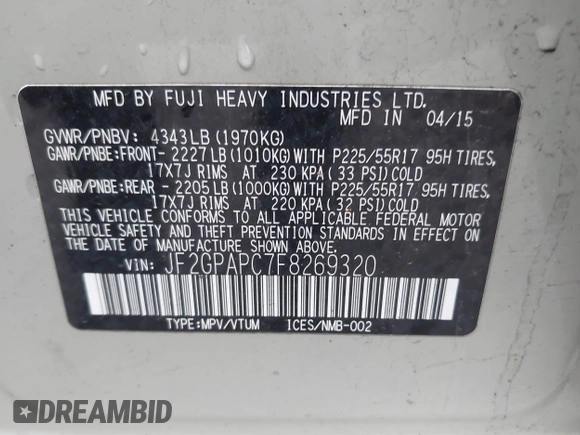 MFD BY FUJI HEAVY INDUSTRIES LTD.
MFD IN 04/15
GVWR/PNBV: 4343LB(1970KG)
GAWR/PNBE:FRONT- 2227LB(1010KG)WITH P225/55R17 95H TIRES,
17X7J RIMS AT 230 KPA( 33 PSI)COLD
GAWR/PNBE:REAR - 2205LB(1000KG)WITH P225/55R17 95H TIRES,
17X7J RIMS AT 220 KPA( 32 PSI)COLD
THIS VEHICLE CONFORMS TO ALL APPLICABLE FEDERAL MOTOR
VEHICLE SAFETY AND THEFT PREVENTION STANDARDS IN EFFECT
ON THE DATE OF MANUFACTURE SHOWN ABOVE.
VIN: JF2GPAPC7F8269320
TYPE:MPV/VTUM ICES/NMB-002
DREAMBID